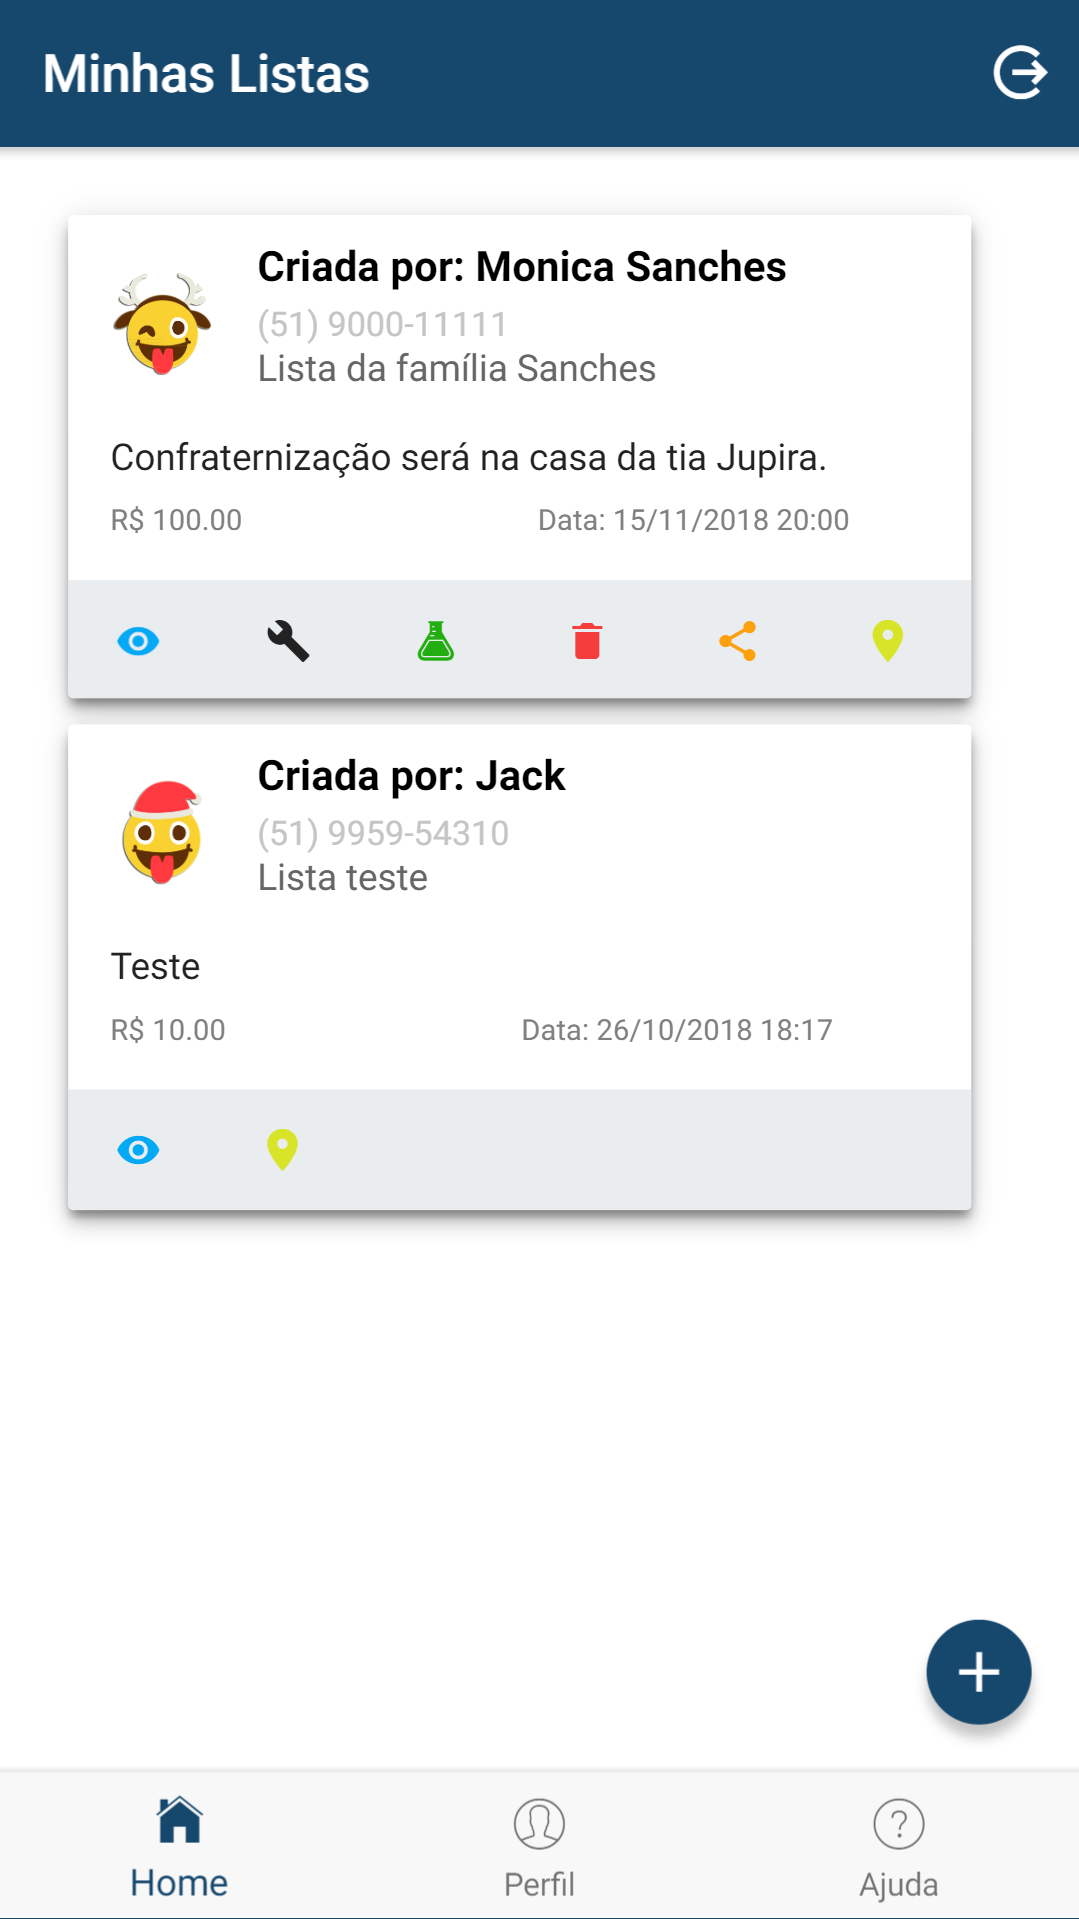 Minhas Listas
Criada por: Monica Sanches
(51) 9000-11111
Lista da família Sanches
Confraternização será na casa da tia Jupira.
R$ 100.00 Data: 15/11/2018 20:00
Criada por: Jack
(51) 9959-54310
Lista teste
Teste
R$ 10.00 Data: 26/10/2018 18:17
Home Perfil Ajuda